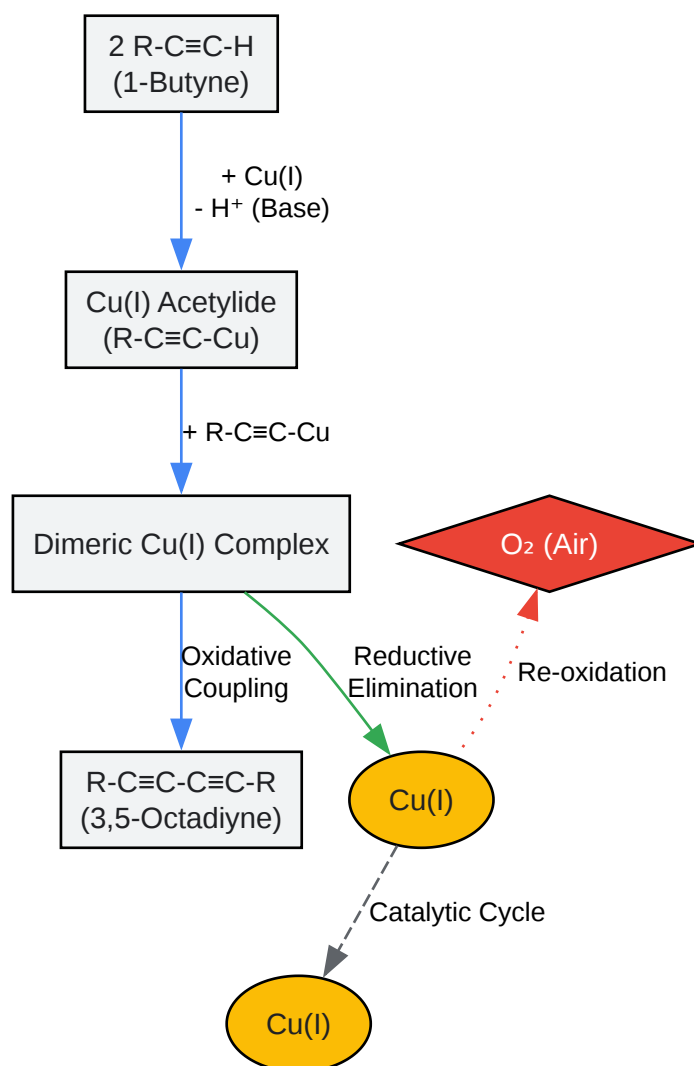 2 R-C≡C-H
(1-Butyne)
+ Cu(I)
- H⁺ (Base)
Cu(I) Acetylide
(R-C≡C-Cu)
+ R-C≡C-Cu
Dimeric Cu(I) Complex
O₂ (Air)
Oxidative
Coupling
Reductive
Elimination
Re-oxidation
R-C≡C-C≡C-R
(3,5-Octadiyne)
Cu(I)
Catalytic Cycle
Cu(I)